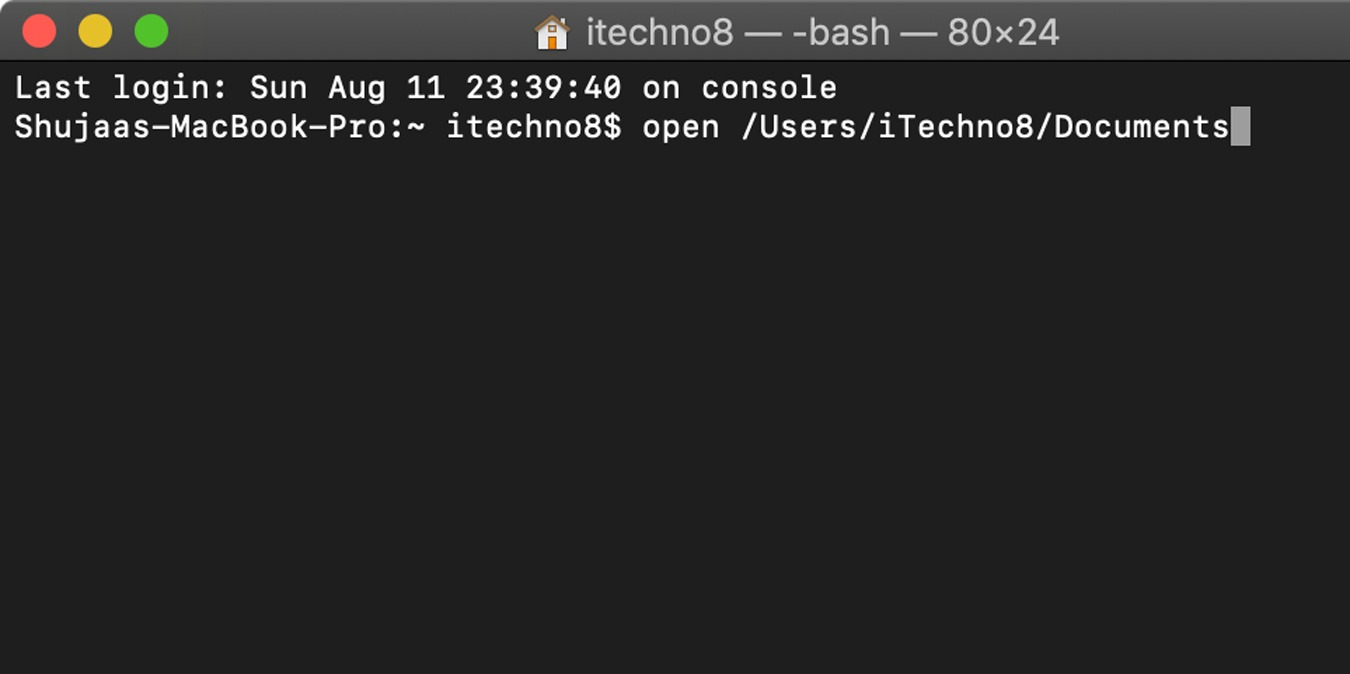 itechno8 — -bash — 80×24
Last login: Sun Aug 11 23:39:40 on console
Shujaas-MacBook-Pro:~ itechno8$ open /Users/iTechno8/Documents